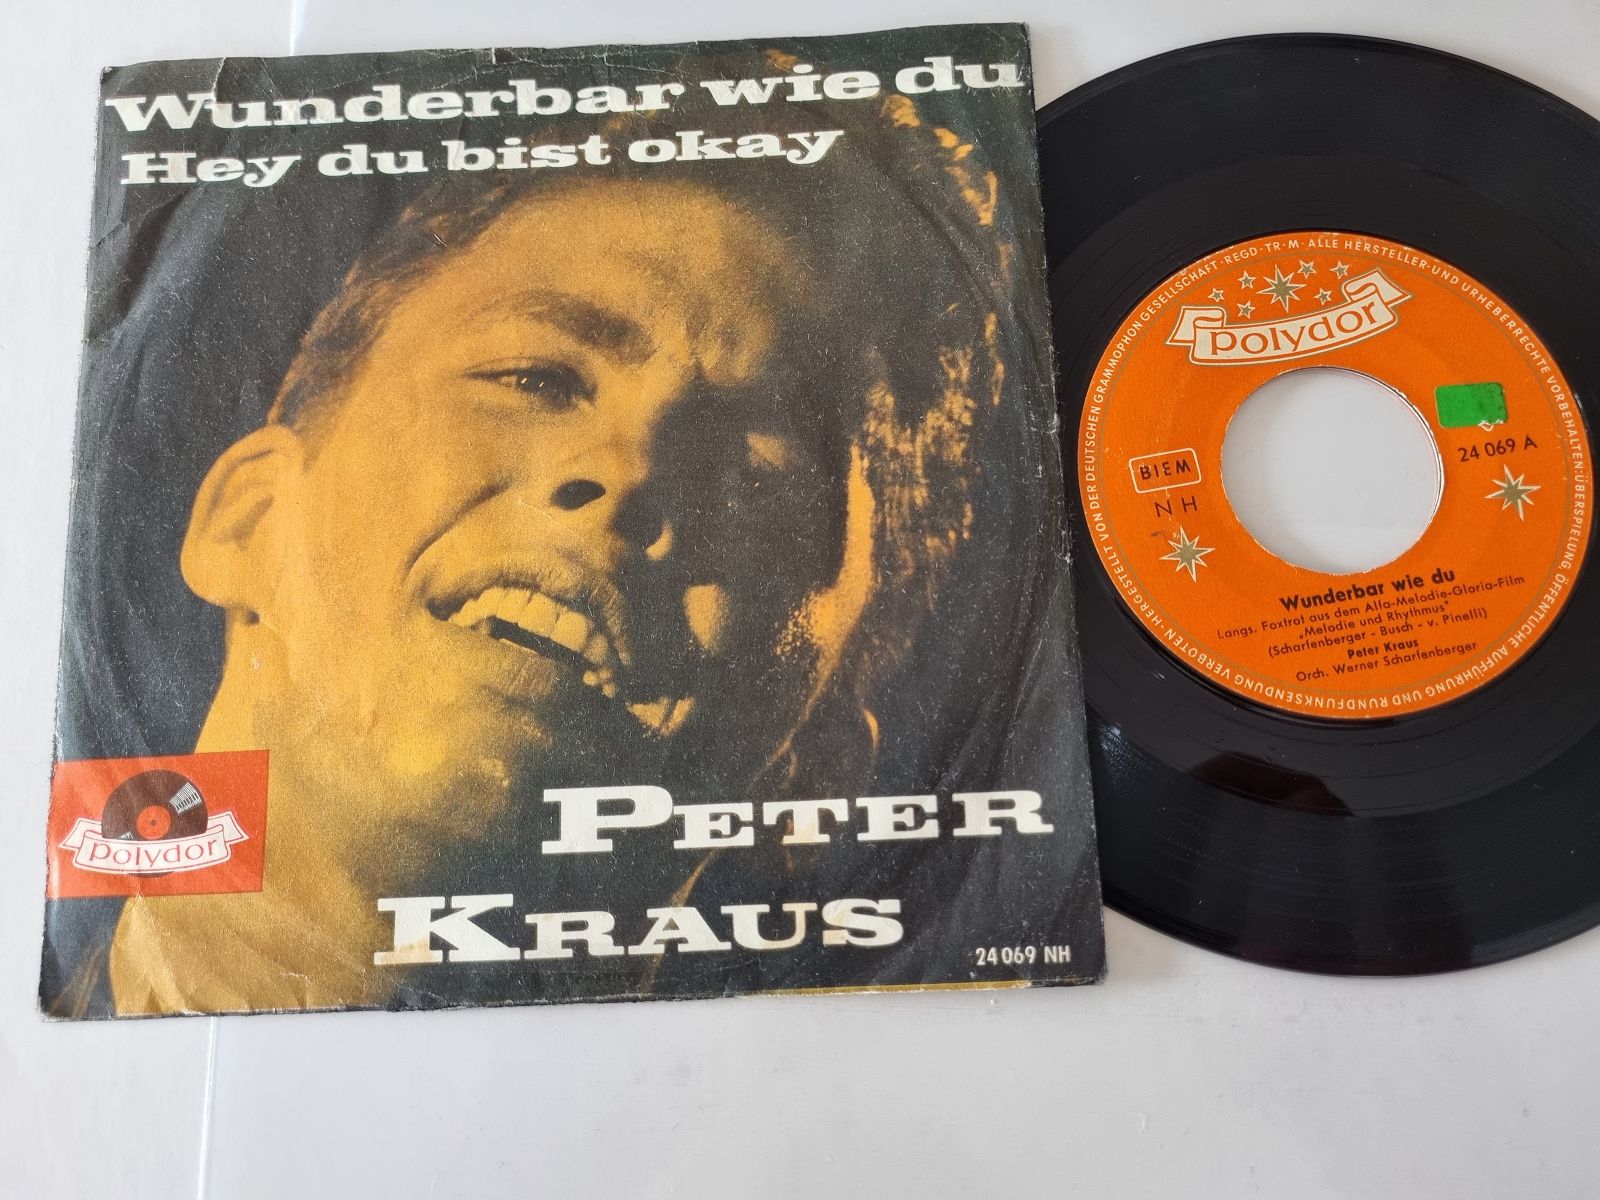 Wunderbar wie du
Hey du bist okay
polydor
PETER
KRAUS
24069 NH
HERGESTELLT VON DER DEUTSCHEN GRAMMOPHON GESELLSCHAFT · REGD · TR · M · ALLE HERSTELLER- UND URHEBERRECHTE VORBEHALTEN: ÜBERSPIELUNG, ÖFFENTLICHE AUFFÜHRUNG UND RUNDFUNKSENDUNG VERBOTEN ·
polydor
24 069 A
BIEM
NH
Wunderbar wie du
Langs. Foxtrot aus dem Alfa-Melodie-Gloria-Film
„Melodie und Rhythmus"
(Scharfenberger - Busch - v. Pinelli)
Peter Kraus
Orch. Werner Scharfenberger